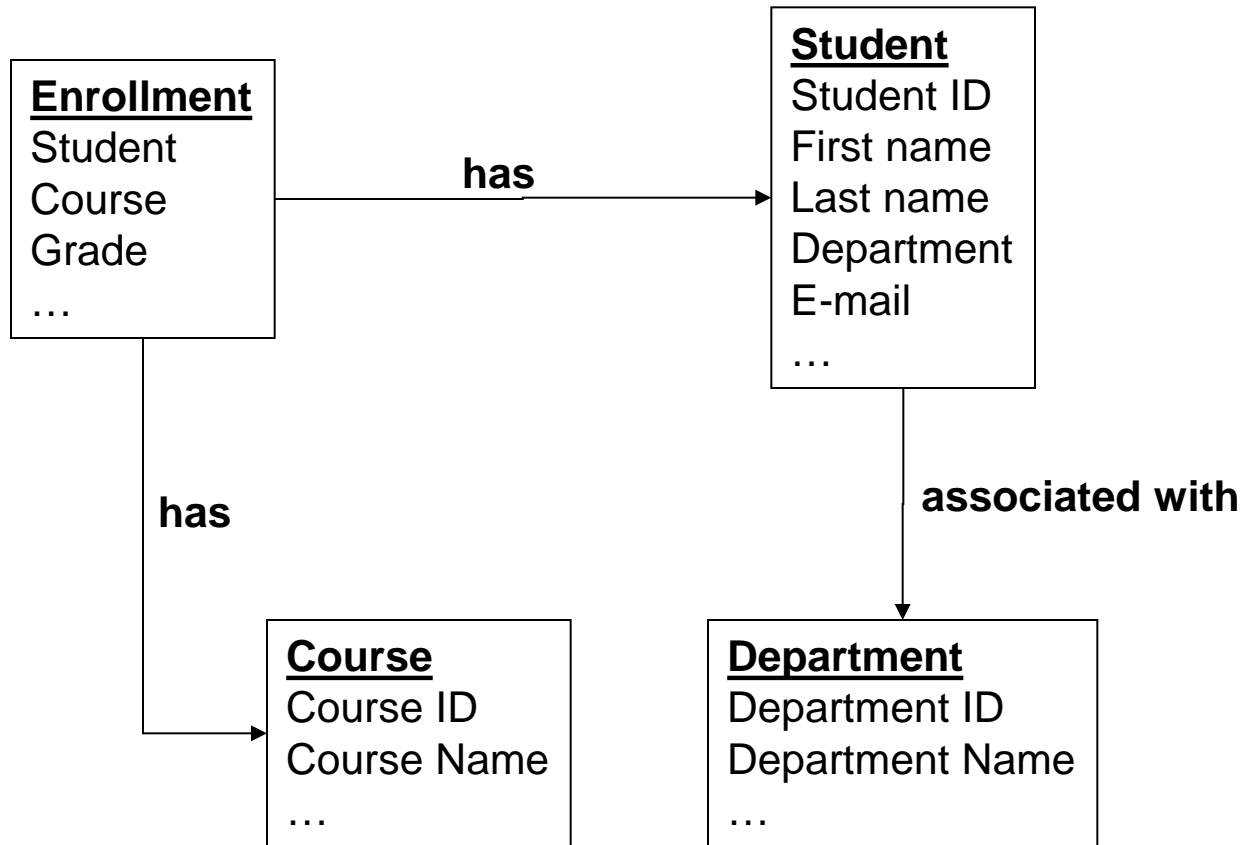 Enrollment
Student
Course
Grade
…
has
Student
Student ID
First name
Last name
Department
E-mail
…
has
associated with
Course
Course ID
Course Name
…
Department
Department ID
Department Name
…